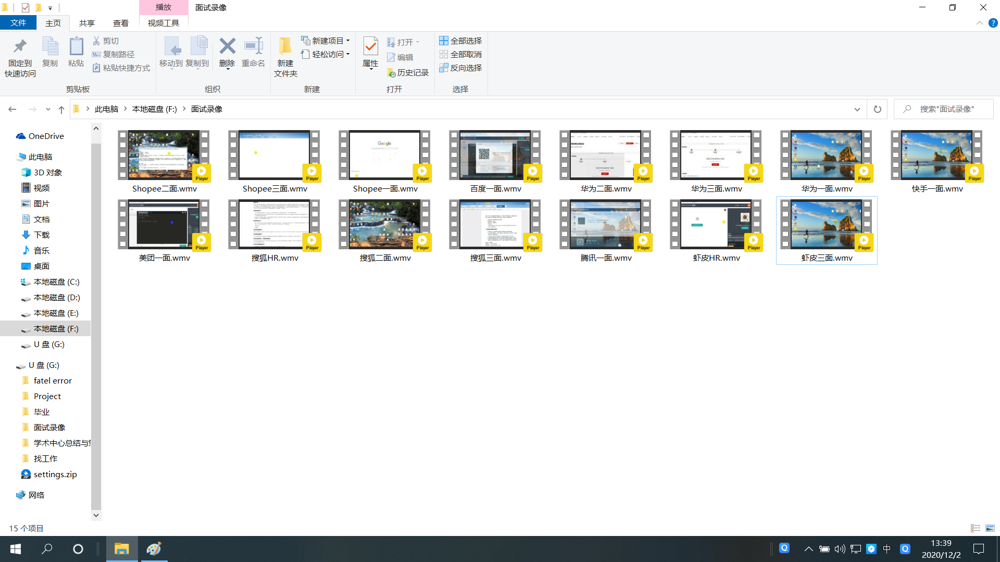 播放
面试录像
文件
主页
共享
查看
视频工具
固定到
快速访问
复制
粘贴
剪切
复制路径
粘贴快捷方式
剪贴板
移动到
复制到
删除
重命名
组织
新建
文件夹
新建项目
轻松访问
新建
属性
打开
编辑
历史记录
打开
全部选择
全部取消
反向选择
选择
此电脑
本地磁盘 (F:)
面试录像
搜索"面试录像"
OneDrive
此电脑
3D 对象
视频
图片
文档
下载
音乐
桌面
本地磁盘 (C:)
本地磁盘 (D:)
本地磁盘 (E:)
本地磁盘 (F:)
U 盘 (G:)
U 盘 (G:)
fatel error
Project
毕业
面试录像
学术中心总结与
找工作
settings.zip
网络
Player
Player
Google
Player
Player
Player
Player
Player
Player
Shopee二面.wmv
Shopee三面.wmv
Shopee一面.wmv
百度一面.wmv
华为二面.wmv
华为三面.wmv
华为一面.wmv
快手一面.wmv
Player
Player
Player
Player
Player
Player
Player
美团一面.wmv
搜狐HR.wmv
搜狐二面.wmv
搜狐三面.wmv
腾讯一面.wmv
虾皮HR.wmv
虾皮三面.wmv
15 个项目
中
13:39
2020/12/2